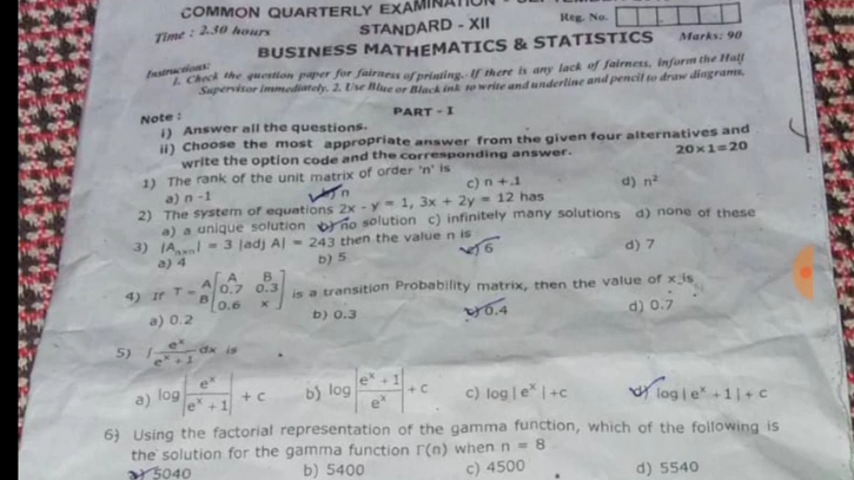 COMMON QUARTERLY EXAMINATION -
Time : 2.30 hours
STANDARD - XII
Reg. No.
BUSINESS MATHEMATICS & STATISTICS
Marks: 90
Instructions:
1. Check the question paper for fairness of printing. If there is any lack of fairness, inform the Hall
Supervisor immediately. 2. Use Blue or Black ink to write and underline and pencil to draw diagrams.
PART - I
Note :
i) Answer all the questions.
ii) Choose the most appropriate answer from the given four alternatives and
write the option code and the corresponding answer.
20x1=20
1) The rank of the unit matrix of order 'n' is
a) n -1 b) n c) n + 1 d) n²
2) The system of equations 2x - y = 1, 3x + 2y = 12 has
a) a unique solution b) no solution c) infinitely many solutions d) none of these
3) |Aₙₓₙ| = 3 |adj A| = 243 then the value n is
a) 4 b) 5 c) 6 d) 7
A B
4) If T = A [0.7 0.3] is a transition Probability matrix, then the value of x is
B [0.6 x]
a) 0.2 b) 0.3 c) 0.4 d) 0.7
5) ∫ eˣ / (eˣ + 1) dx is
a) log |eˣ / (eˣ + 1)| + c b) log |(eˣ + 1) / eˣ| + c c) log | eˣ | +c d) log | eˣ + 1 | + c
6) Using the factorial representation of the gamma function, which of the following is
the solution for the gamma function Γ(n) when n = 8
a) 5040 b) 5400 c) 4500 d) 5540